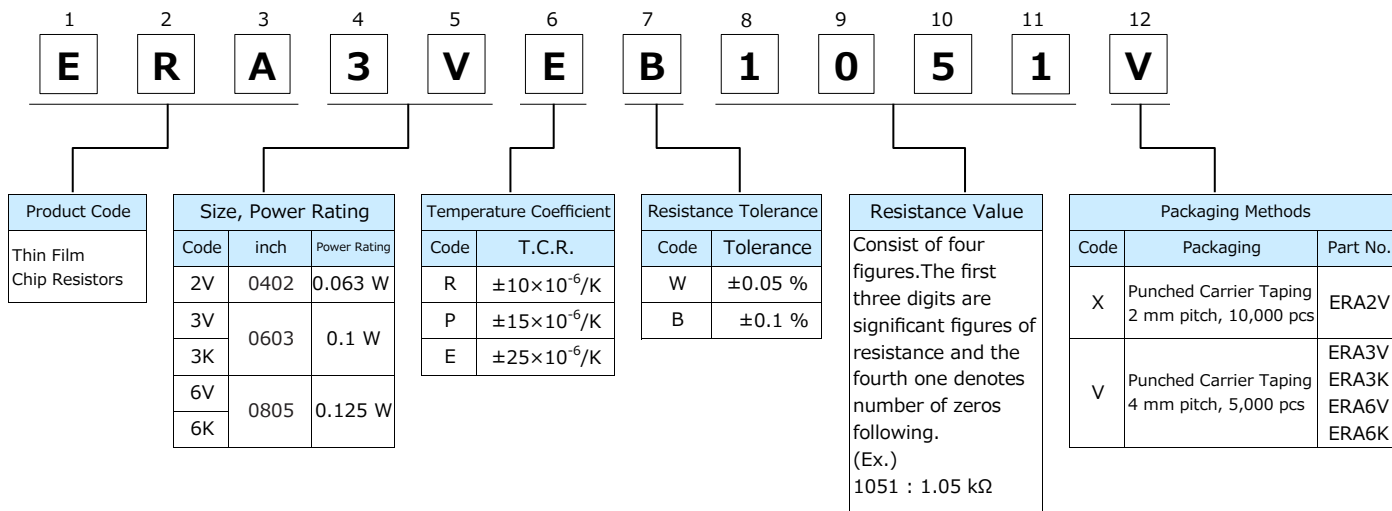 1 2 3 4 5 6 7 8 9 10 11 12
E R A 3 V E B 1 0 5 1 V
Product Code
Thin Film
Chip Resistors
Size, Power Rating
Code inch Power Rating
2V 0402 0.063 W
3V
3K
0603 0.1 W
6V
6K
0805 0.125 W
Temperature Coefficient
Code T.C.R.
R ±10×10⁻⁶/K
P ±15×10⁻⁶/K
E ±25×10⁻⁶/K
Resistance Tolerance
Code Tolerance
W ±0.05 %
B ±0.1 %
Resistance Value
Consist of four
figures.The first
three digits are
significant figures of
resistance and the
fourth one denotes
number of zeros
following.
(Ex.)
1051 : 1.05 kΩ
Packaging Methods
Code Packaging Part No.
X
Punched Carrier Taping
2 mm pitch, 10,000 pcs
ERA2V
V
Punched Carrier Taping
4 mm pitch, 5,000 pcs
ERA3V
ERA3K
ERA6V
ERA6K